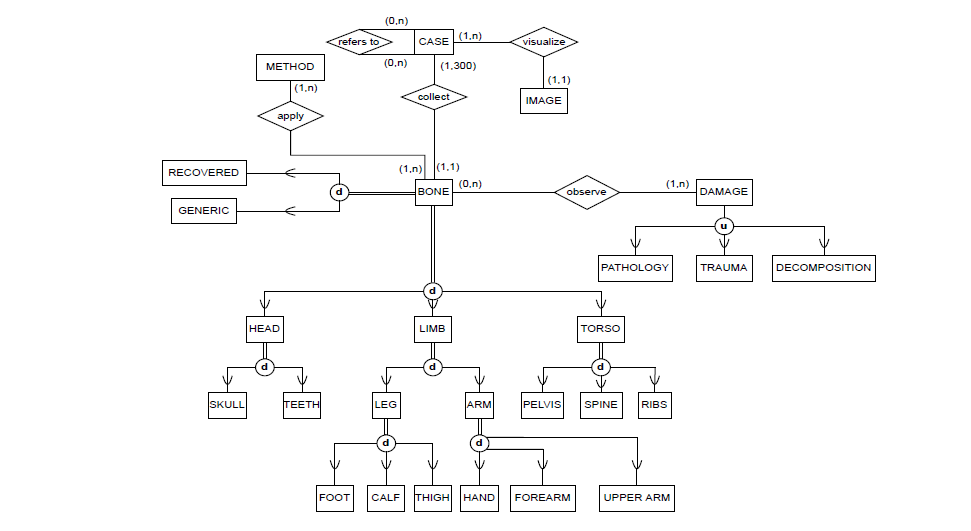 (0,n)
refers to
CASE
(1,n)
visualize
(0,n)
(1,300)
METHOD
(1,n)
(1,1)
collect
IMAGE
apply
(1,n)
(1,1)
RECOVERED
d
BONE
(0,n)
observe
(1,n)
DAMAGE
GENERIC
u
PATHOLOGY
TRAUMA
DECOMPOSITION
d
HEAD
LIMB
TORSO
d
d
d
SKULL
TEETH
LEG
ARM
PELVIS
SPINE
RIBS
d
d
FOOT
CALF
THIGH
HAND
FOREARM
UPPER ARM